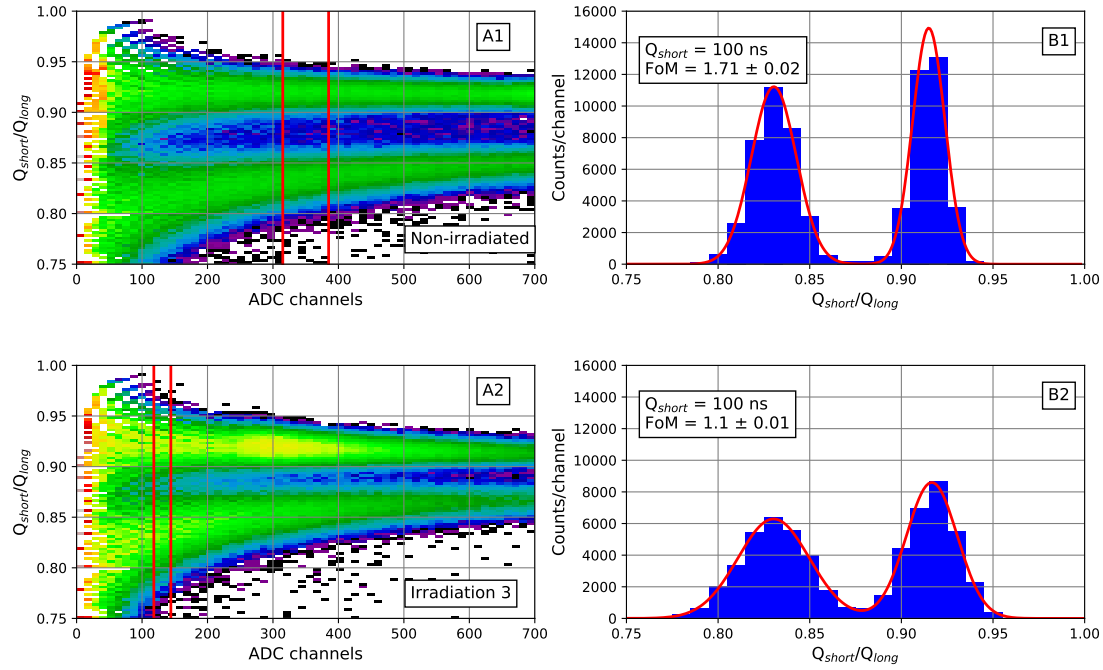 A1
Non-irradiated
1.00
0.95
0.90
0.85
0.80
0.75
Q_short/Q_long
0 100 200 300 400 500 600 700
ADC channels
B1
Q_short = 100 ns
FoM = 1.71 ± 0.02
16000
14000
12000
10000
8000
6000
4000
2000
0
Counts/channel
0.75 0.80 0.85 0.90 0.95 1.00
Q_short/Q_long
A2
Irradiation 3
1.00
0.95
0.90
0.85
0.80
0.75
Q_short/Q_long
0 100 200 300 400 500 600 700
ADC channels
B2
Q_short = 100 ns
FoM = 1.1 ± 0.01
16000
14000
12000
10000
8000
6000
4000
2000
0
Counts/channel
0.75 0.80 0.85 0.90 0.95 1.00
Q_short/Q_long